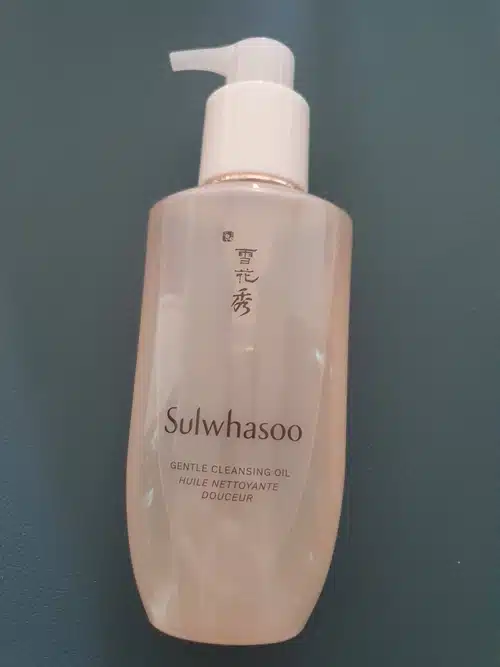 雪
花
秀
Sulwhasoo
GENTLE CLEANSING OIL
HUILE NETTOYANTE
DOUCEUR